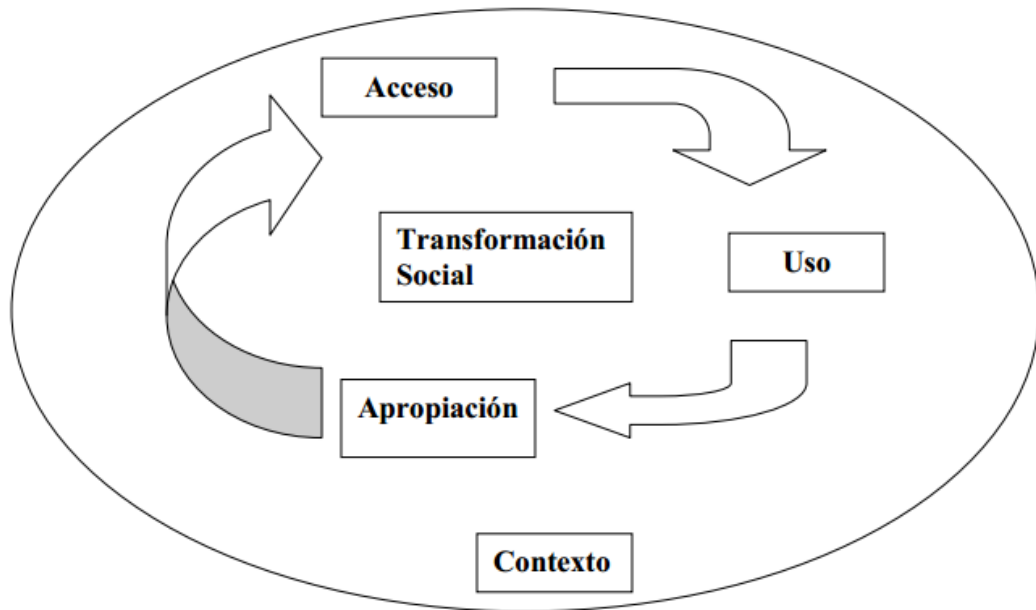 Acceso
Transformación
Social
Uso
Apropiación
Contexto